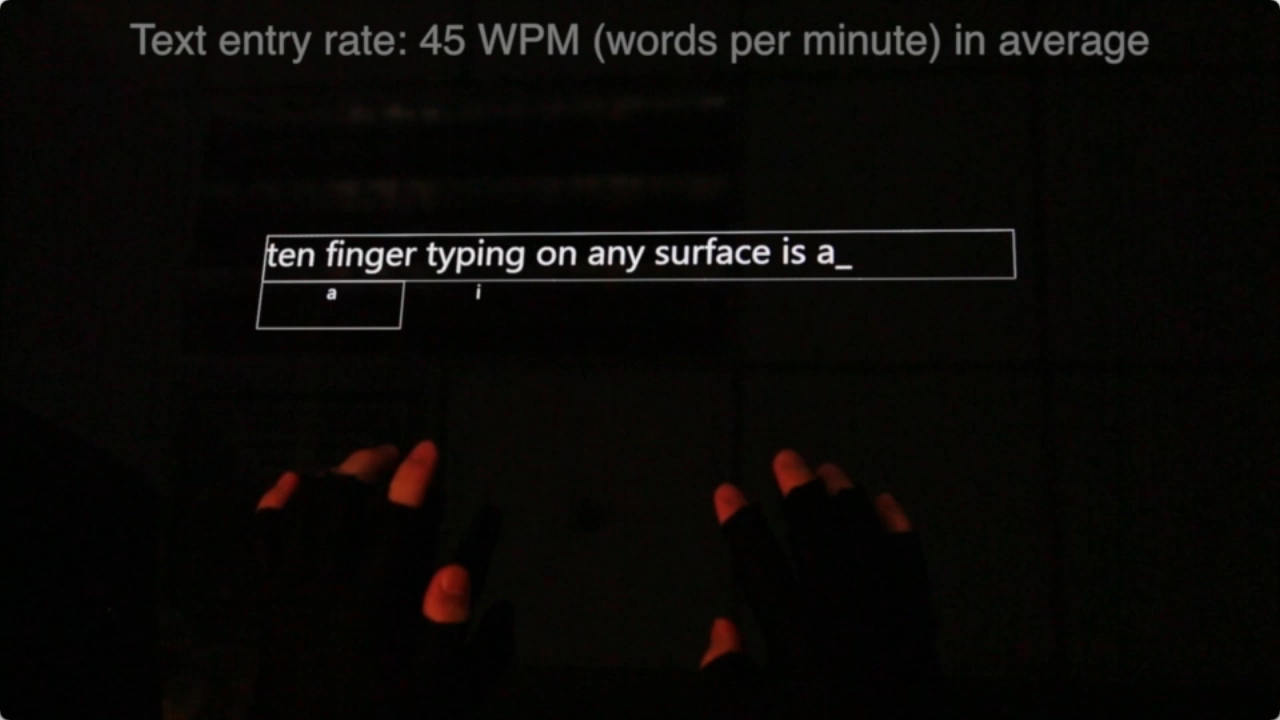 Text entry rate: 45 WPM (words per minute) in average
ten finger typing on any surface is a_
a i